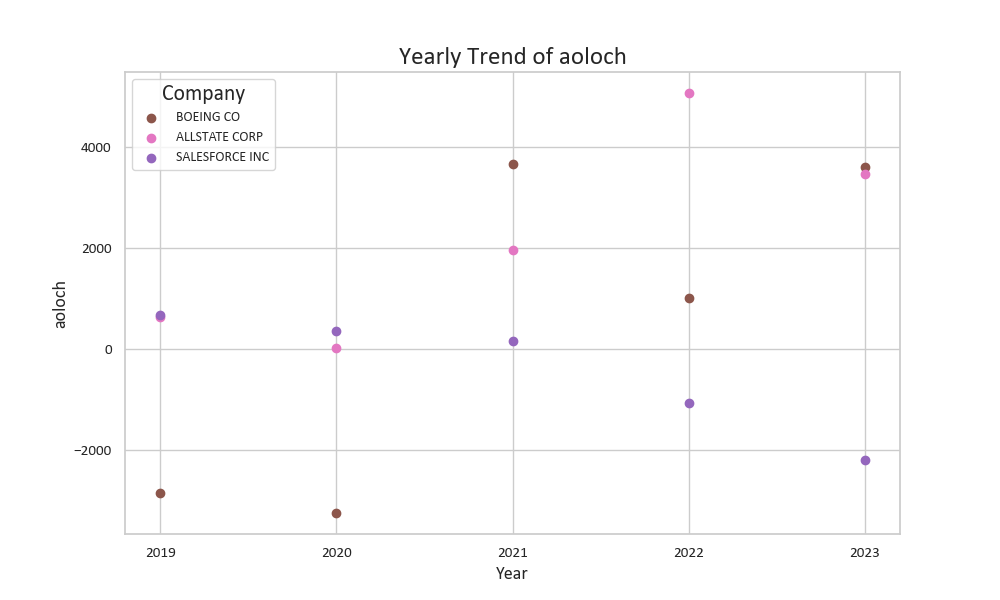 Yearly Trend of aoloch
Company
BOEING CO
ALLSTATE CORP
SALESFORCE INC
4000
2000
0
−2000
aoloch
2019 2020 2021 2022 2023
Year